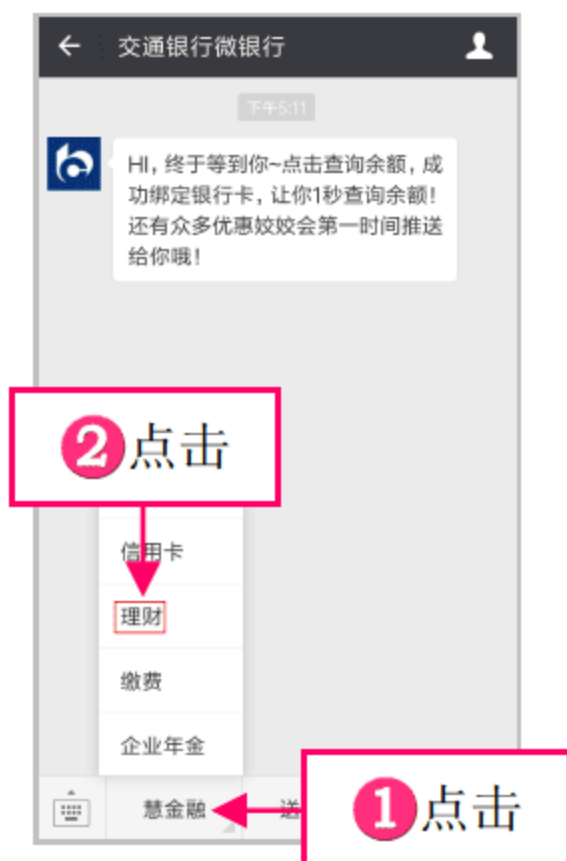 交通银行微银行
下午5:11
HI，终于等到你~点击查询余额，成
功绑定银行卡，让你1秒查询余额！
还有众多优惠姣姣会第一时间推送
给你哦！
2点击
信用卡
理财
缴费
企业年金
慧金融
送
1点击